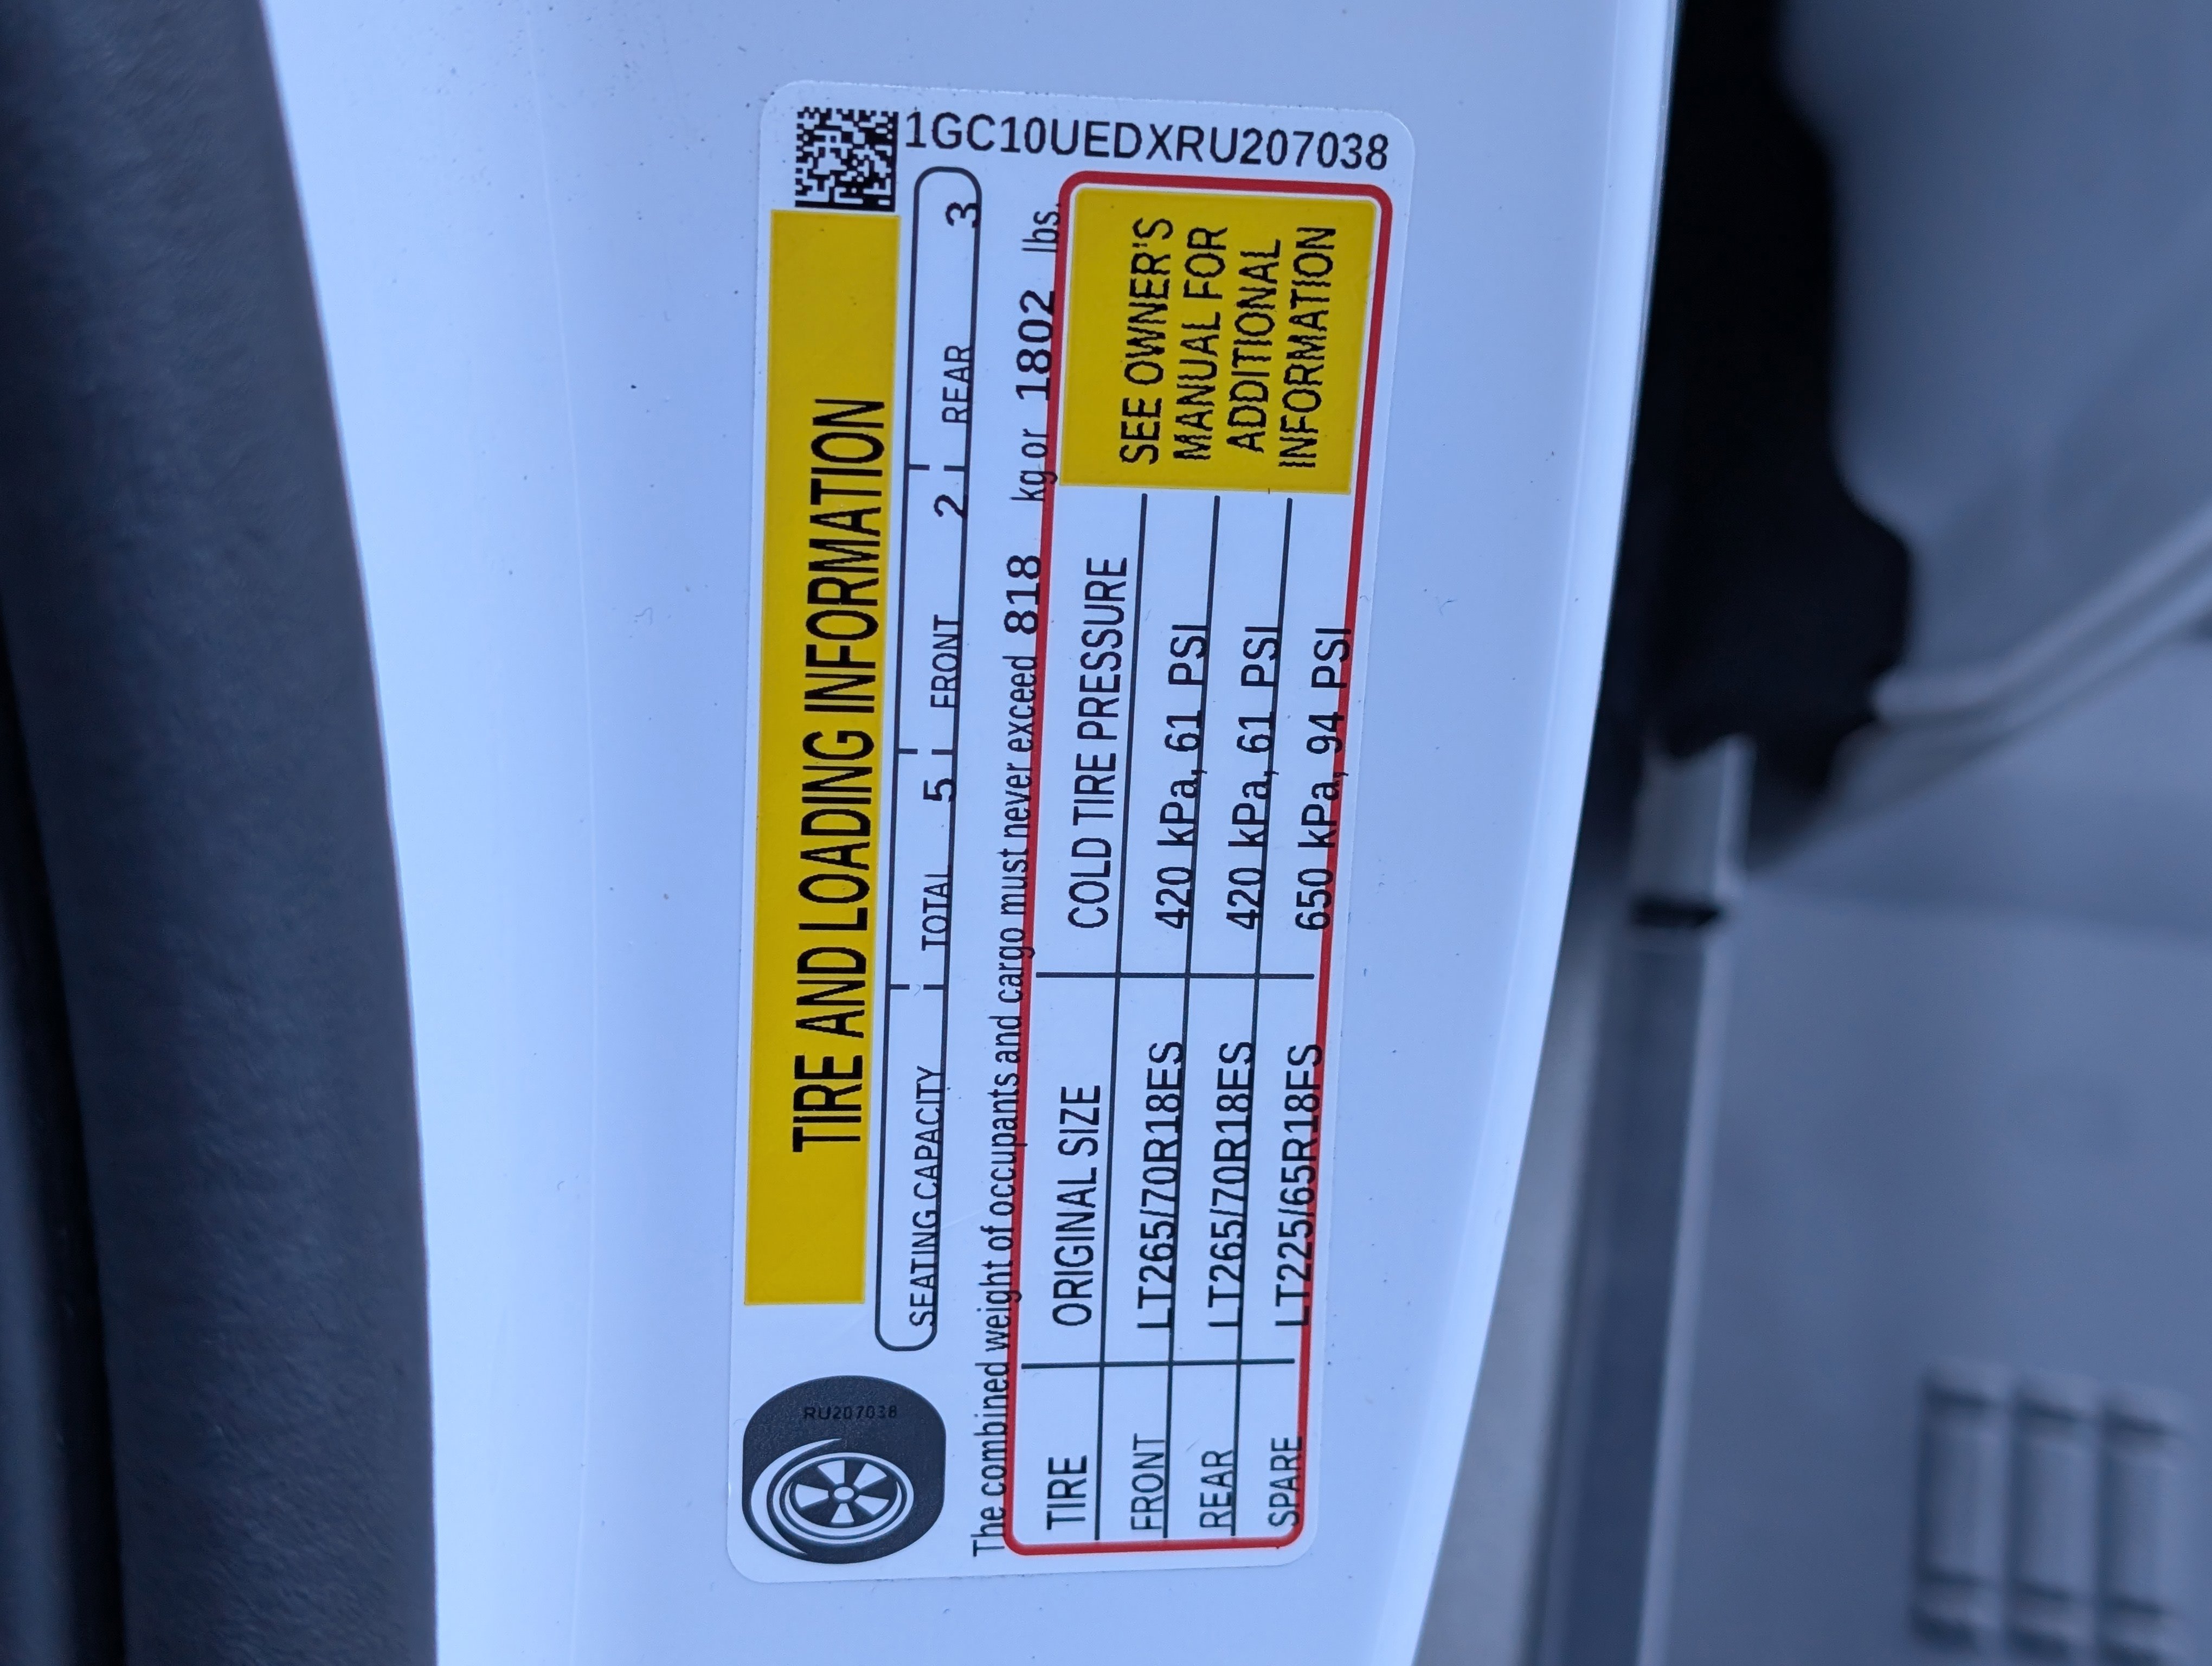 TIRE AND LOADING INFORMATION
RU207038
SEATING CAPACITY TOTAL 5 FRONT 2 REAR 3
The combined weight of occupants and cargo must never exceed 818 kg or 1802 lbs.
TIRE ORIGINAL SIZE COLD TIRE PRESSURE
FRONT LT265/70R18ES 420 kPa, 61 PSI
REAR LT265/70R18ES 420 kPa, 61 PSI
SPARE LT225/65R18FS 650 kPa, 94 PSI
SEE OWNER'S
MANUAL FOR
ADDITIONAL
INFORMATION
1GC10UEDXRU207038